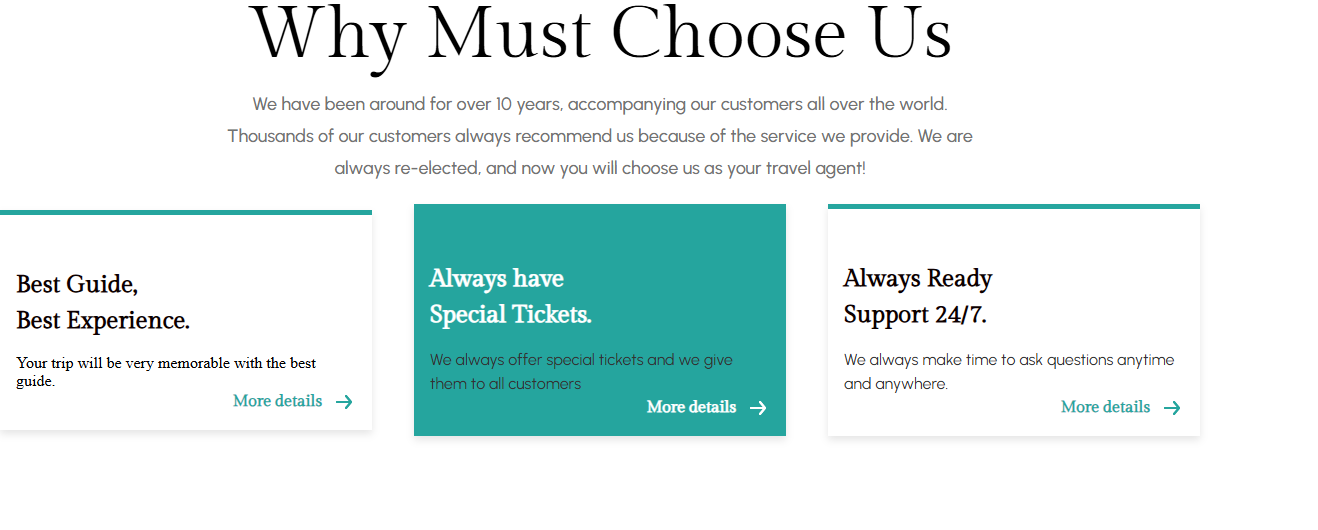 Why Must Choose Us
We have been around for over 10 years, accompanying our customers all over the world.
Thousands of our customers always recommend us because of the service we provide. We are
always re-elected, and now you will choose us as your travel agent!
Best Guide,
Best Experience.
Your trip will be very memorable with the best
guide.
More details
Always have
Special Tickets.
We always offer special tickets and we give
them to all customers
More details
Always Ready
Support 24/7.
We always make time to ask questions anytime
and anywhere.
More details